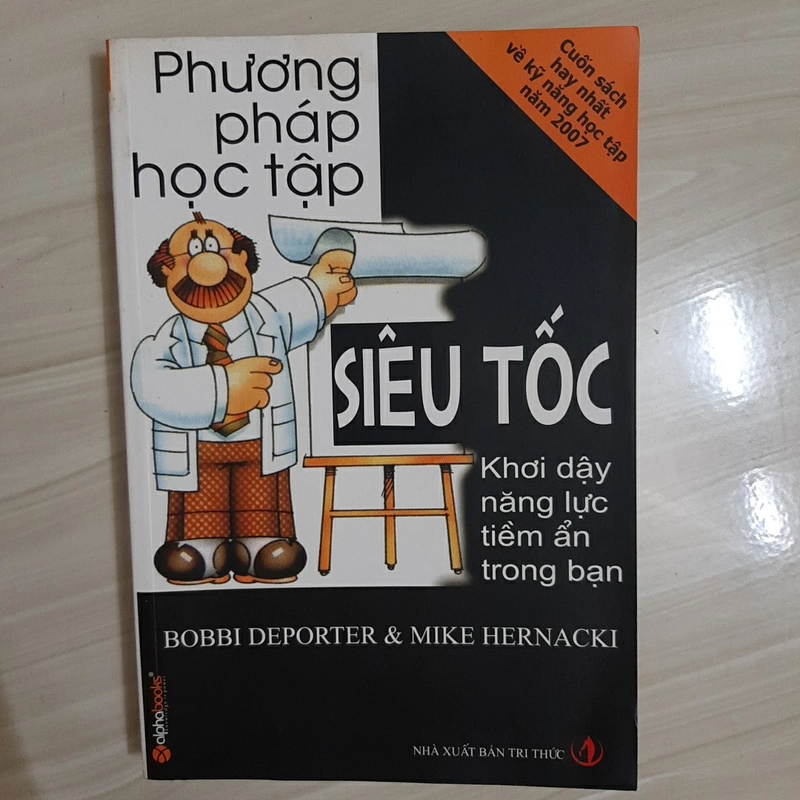 Phương
pháp
học tập
Cuốn sách
hay nhất
về kỹ năng học tập
năm 2007
SIÊU TỐC
Khơi dậy
năng lực
tiềm ẩn
trong bạn
BOBBI DEPORTER & MIKE HERNACKI
alphabooks®
NHÀ XUẤT BẢN TRI THỨC